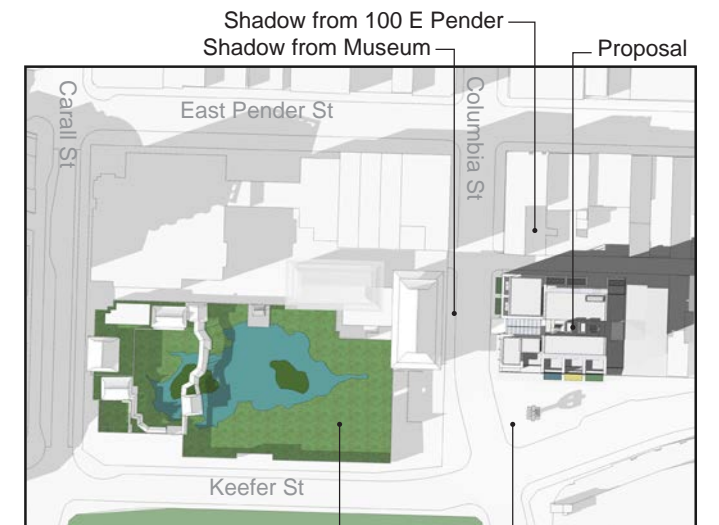 Shadow from 100 E Pender
Shadow from Museum
Proposal
Carall St
East Pender St
Columbia St
Keefer St